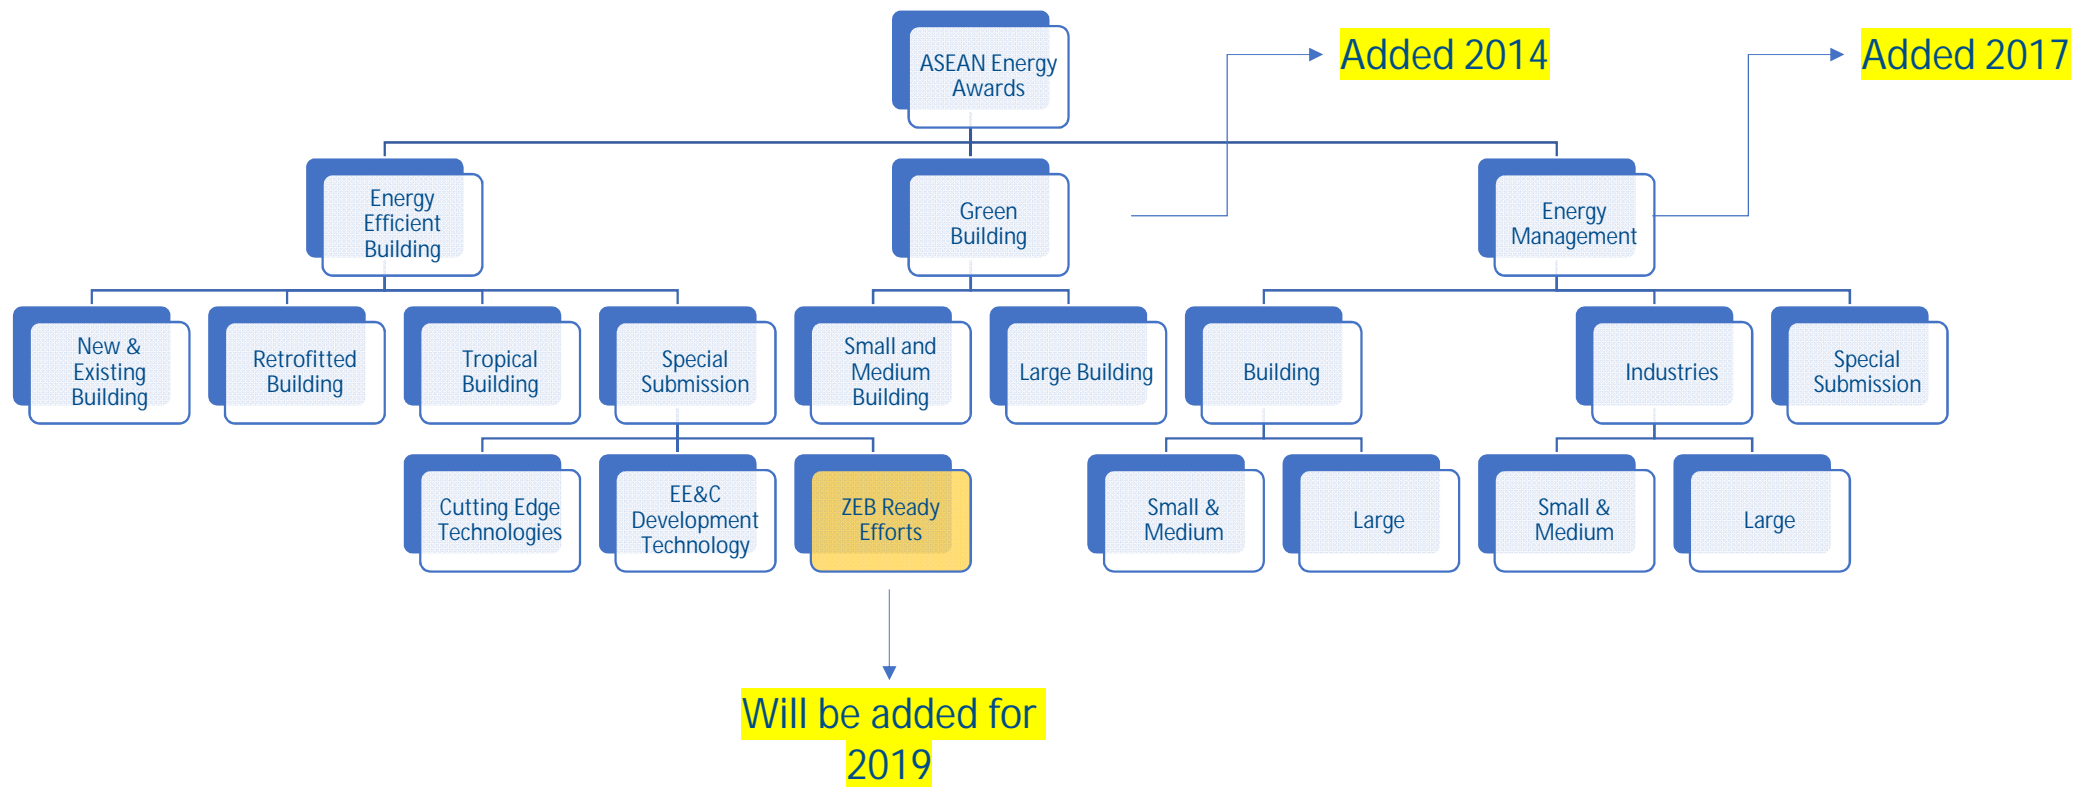 ASEAN Energy
Awards
Added 2014
Added 2017
Energy
Efficient
Building
Green
Building
Energy
Management
New &
Existing
Building
Retrofitted
Building
Tropical
Building
Special
Submission
Small and
Medium
Building
Large Building
Building
Industries
Special
Submission
Cutting Edge
Technologies
EE&C
Development
Technology
ZEB Ready
Efforts
Small &
Medium
Large
Small &
Medium
Large
Will be added for
2019